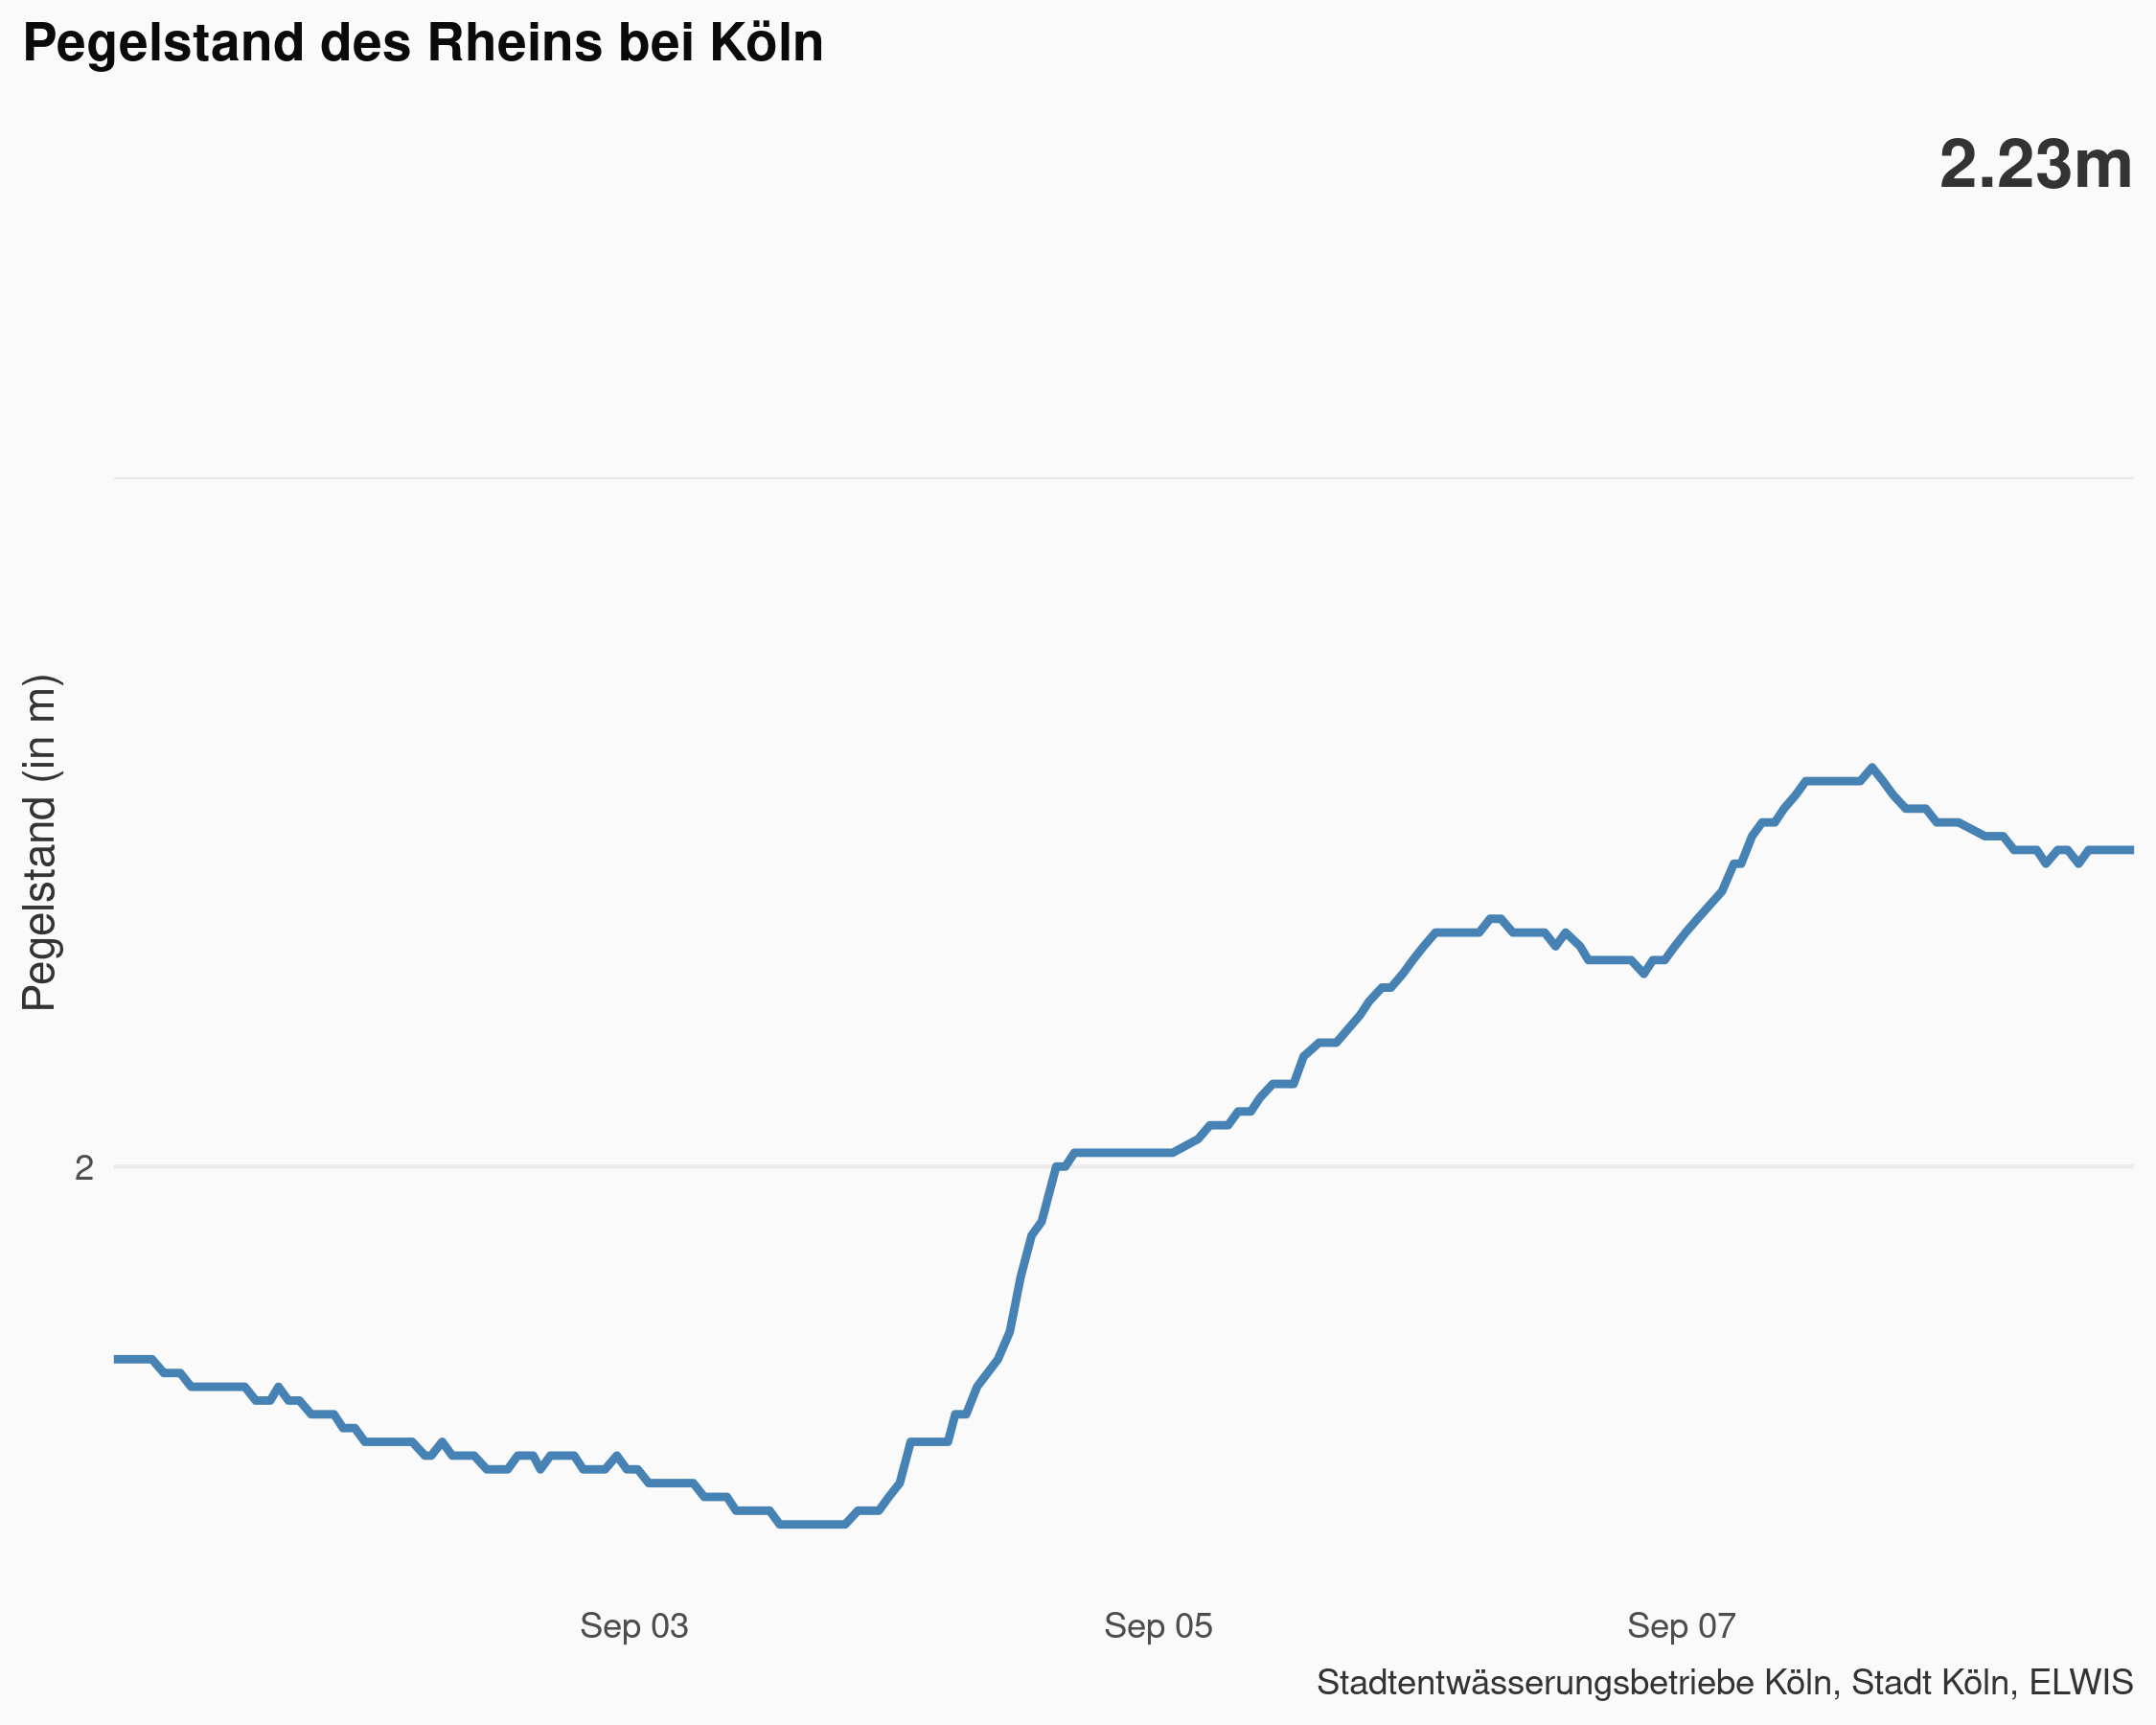 Pegelstand des Rheins bei Köln
2.23m
Pegelstand (in m)
2
Sep 03
Sep 05
Sep 07
Stadtentwässerungsbetriebe Köln, Stadt Köln, ELWIS